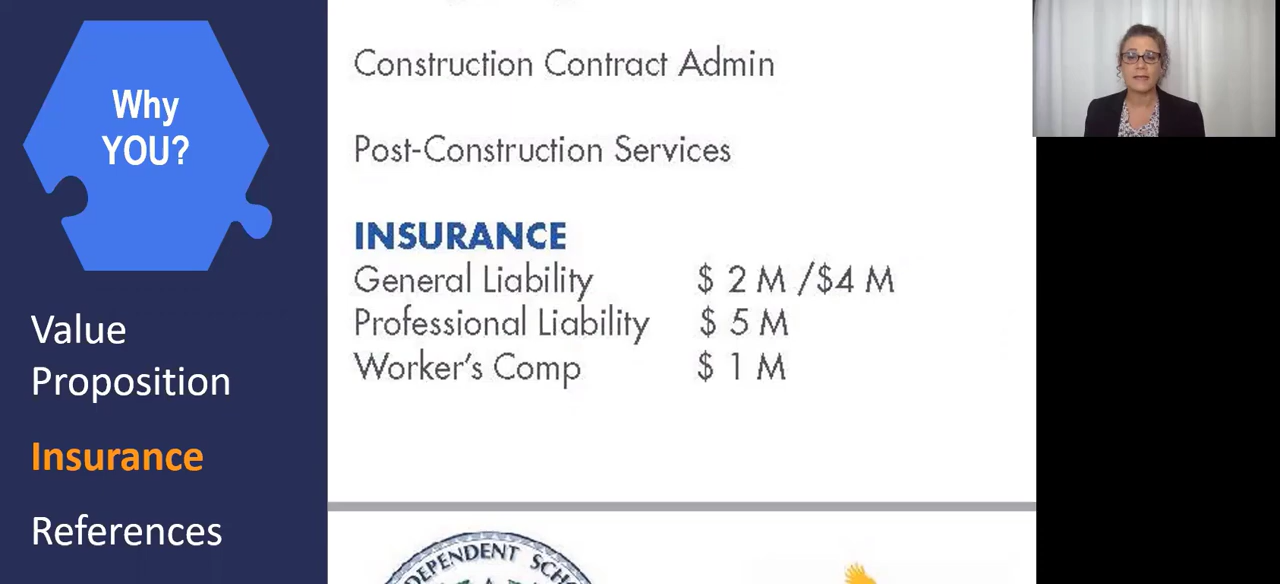 Why
YOU?
Value
Proposition
Insurance
References
Construction Contract Admin
Post-Construction Services
INSURANCE
General Liability $ 2 M /$4 M
Professional Liability $ 5 M
Worker's Comp $ 1 M